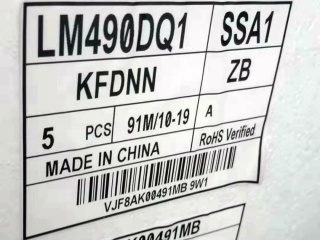 LM490DQ1 SSA1
KFDNN ZB
5 PCS 91M/10-19 A
MADE IN CHINA RoHS Verified
VJF8AK00491MB 9W1